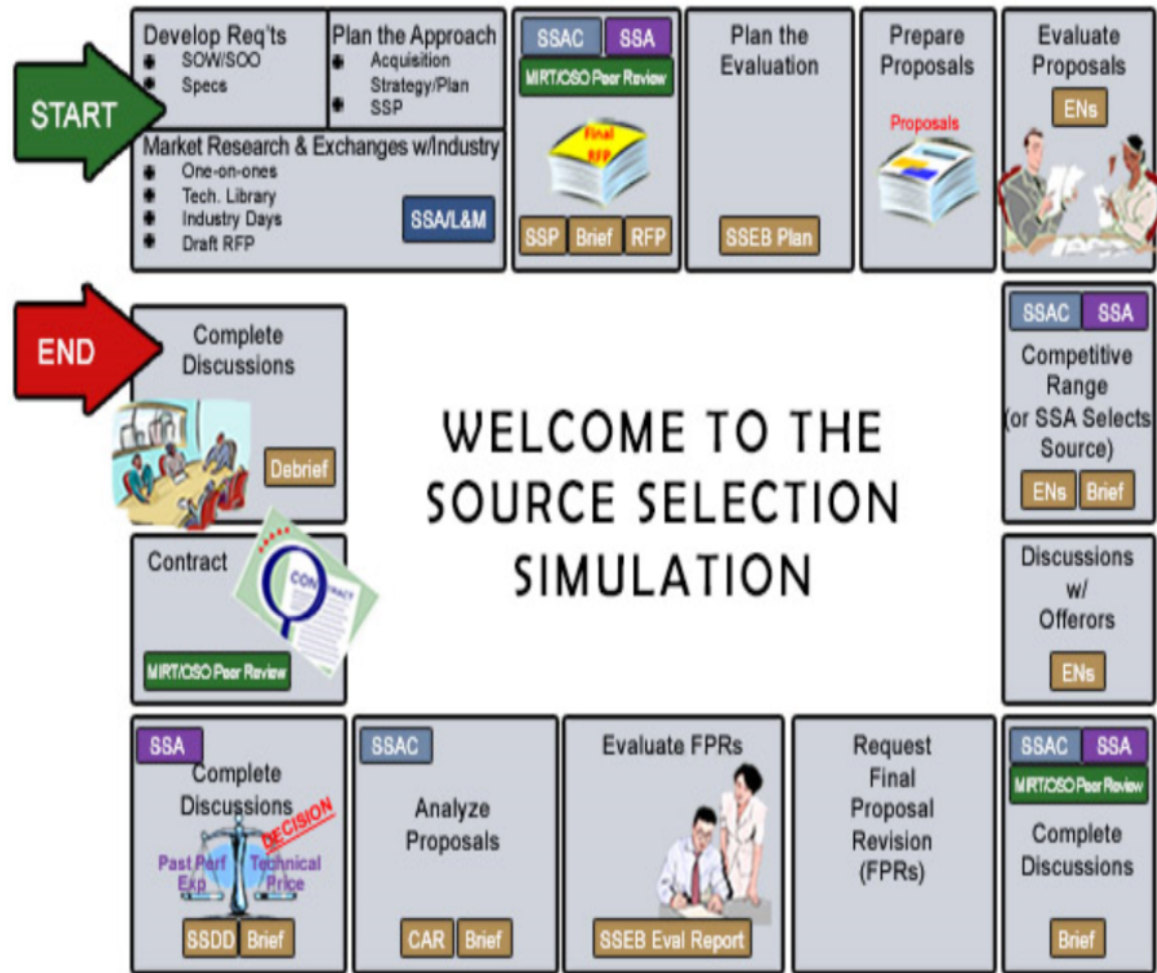 START
Develop Req'ts
SOW/SOO
Specs
Plan the Approach
Acquisition
Strategy/Plan
SSP
Market Research & Exchanges w/Industry
One-on-ones
Tech. Library
Industry Days
Draft RFP
SSA/L&M
SSAC SSA
MIRT/OSO Peer Review
Final
RFP
SSP Brief RFP
Plan the
Evaluation
SSEB Plan
Prepare
Proposals
Proposals
Evaluate
Proposals
ENs
SSAC SSA
Competitive
Range
(or SSA Selects
Source)
ENs Brief
Discussions
w/
Offerors
ENs
SSAC SSA
MIRT/OSO Peer Review
Complete
Discussions
Brief
Request
Final
Proposal
Revision
(FPRs)
Evaluate FPRs
SSEB Eval Report
SSAC
Analyze
Proposals
CAR Brief
SSA
Complete
Discussions
DECISION
Past Perf Technical
Exp Price
SSDD Brief
Contract
CONTRACT
MIRT/OSO Peer Review
END
Complete
Discussions
Debrief
WELCOME TO THE
SOURCE SELECTION
SIMULATION